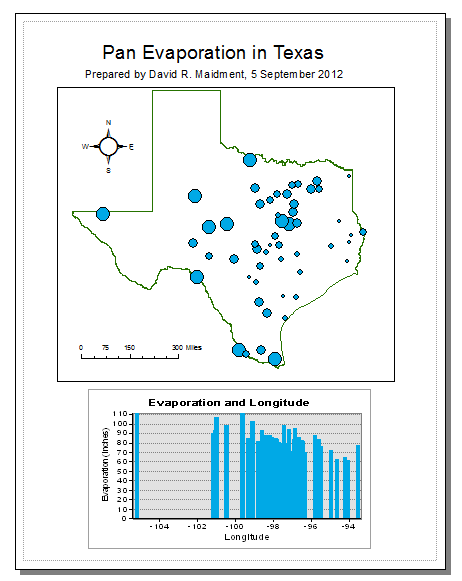 Pan Evaporation in Texas
Prepared by David R. Maidment, 5 September 2012
N
W E
S
0 75 150 300 Miles
Evaporation and Longitude
110
100
90
80
70
60
50
40
30
20
10
0
Evaporation (Inches)
-104 -102 -100 -98 -96 -94
Longitude